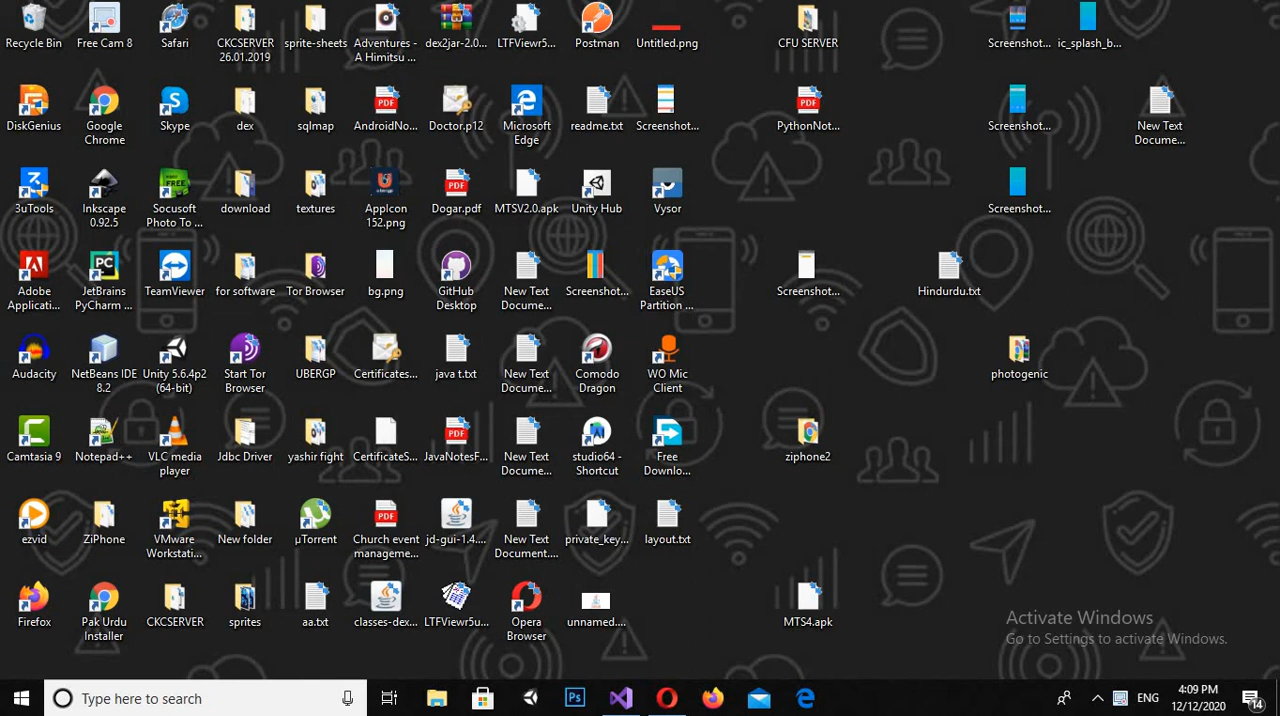 Recycle Bin
Free Cam 8
Safari
CKCSERVER
26.01.2019
sprite-sheets
Adventures -
A Himitsu ...
dex2jar-2.0...
LTFViewr5...
Postman
Untitled.png
CFU SERVER
Screenshot...
ic_splash_b...
DiskGenius
Google
Chrome
Skype
dex
sqlmap
PDF
AndroidNo...
Doctor.p12
Microsoft
Edge
readme.txt
Screenshot...
PDF
PythonNot...
Screenshot...
New Text
Docume...
3uTools
Inkscape
0.92.5
FREE
Socusoft
Photo To ...
download
textures
AppIcon
152.png
PDF
Dogar.pdf
MTSV2.0.apk
Unity Hub
Vysor
Screenshot...
Adobe
Applicati...
PC
JetBrains
PyCharm ...
TeamViewer
for software
Tor Browser
bg.png
GitHub
Desktop
New Text
Docume...
Screenshot...
EaseUS
Partition ...
Screenshot...
Hindurdu.txt
Audacity
NetBeans IDE
8.2
Unity 5.6.4p2
(64-bit)
Start Tor
Browser
UBERGP
Certificates...
java t.txt
New Text
Docume...
Comodo
Dragon
WO Mic
Client
photogenic
Camtasia 9
Notepad++
VLC media
player
Jdbc Driver
yashir fight
CertificateS...
PDF
JavaNotesF...
New Text
Docume...
studio64 -
Shortcut
Free
Downlo...
ziphone2
ezvid
ZiPhone
VMware
Workstati...
New folder
µTorrent
PDF
Church event
manageme...
jd-gui-1.4....
New Text
Document....
private_key...
layout.txt
Firefox
Pak Urdu
Installer
CKCSERVER
sprites
aa.txt
classes-dex...
LTFViewr5u...
Opera
Browser
unnamed....
MTS4.apk
Activate Windows
Go to Settings to activate Windows.
Type here to search
Ps
ENG
4:09 PM
12/12/2020
14